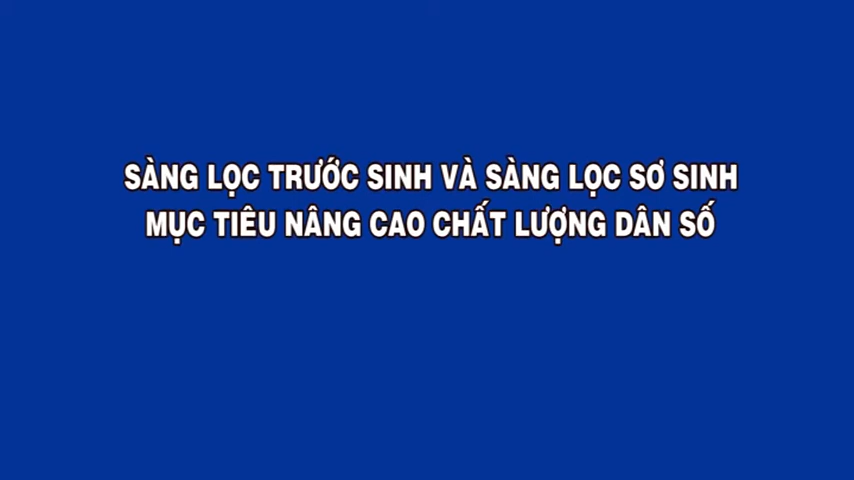 SÀNG LỌC TRƯỚC SINH VÀ SÀNG LỌC SƠ SINH
MỤC TIÊU NÂNG CAO CHẤT LƯỢNG DÂN SỐ